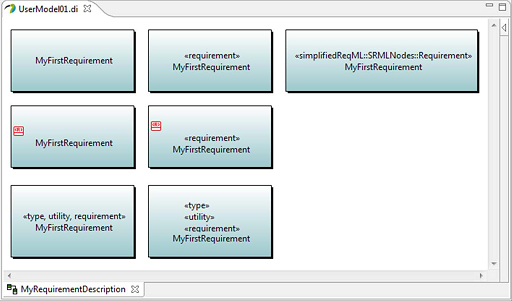 UserModel01.di
MyFirstRequirement
«requirement»
MyFirstRequirement
«simplifiedReqML::SRMLNodes::Requirement»
MyFirstRequirement
MyFirstRequirement
«requirement»
MyFirstRequirement
«type, utility, requirement»
MyFirstRequirement
«type»
«utility»
«requirement»
MyFirstRequirement
MyRequirementDescription